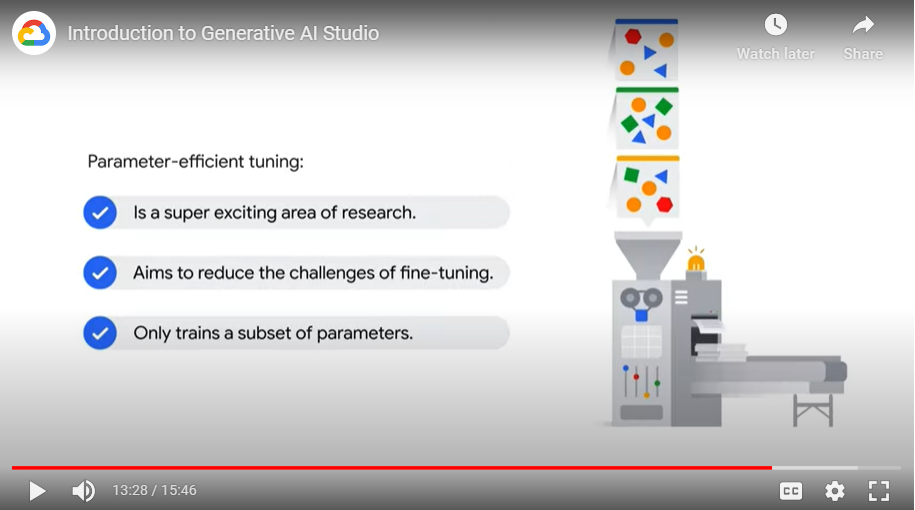 Introduction to Generative AI Studio
Watch later
Share
Parameter-efficient tuning:
Is a super exciting area of research.
Aims to reduce the challenges of fine-tuning.
Only trains a subset of parameters.
13:28 / 15:46
CC